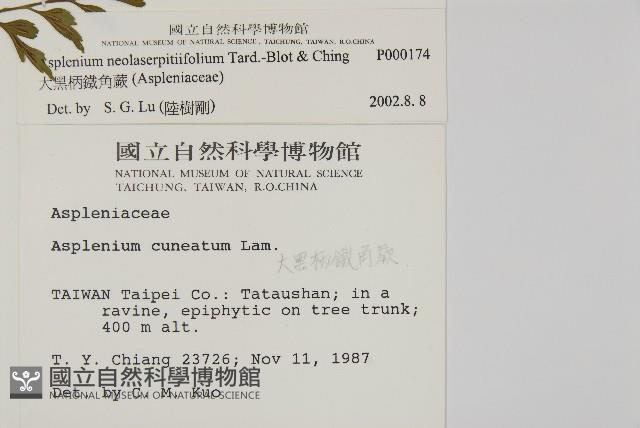 國立自然科學博物館
NATIONAL MUSEUM OF NATURAL SCIENCE, TAICHUNG, TAIWAN, R.O.CHINA
Asplenium neolaserpitiifolium Tard.-Blot & Ching P000174
大黑柄鐵角蕨 (Aspleniaceae)
Det. by S. G. Lu (陸樹剛) 2002.8. 8
國立自然科學博物館
NATIONAL MUSEUM OF NATURAL SCIENCE
TAICHUNG, TAIWAN, R.O.CHINA
Aspleniaceae
Asplenium cuneatum Lam.
大黑柄鐵角蕨
TAIWAN Taipei Co.: Tataushan; in a
ravine, epiphytic on tree trunk;
400 m alt.
T. Y. Chiang 23726; Nov 11, 1987
國立自然科學博物館
Det. by C. M. Kuo
NATIONAL MUSEUM OF NATURAL SCIENCE